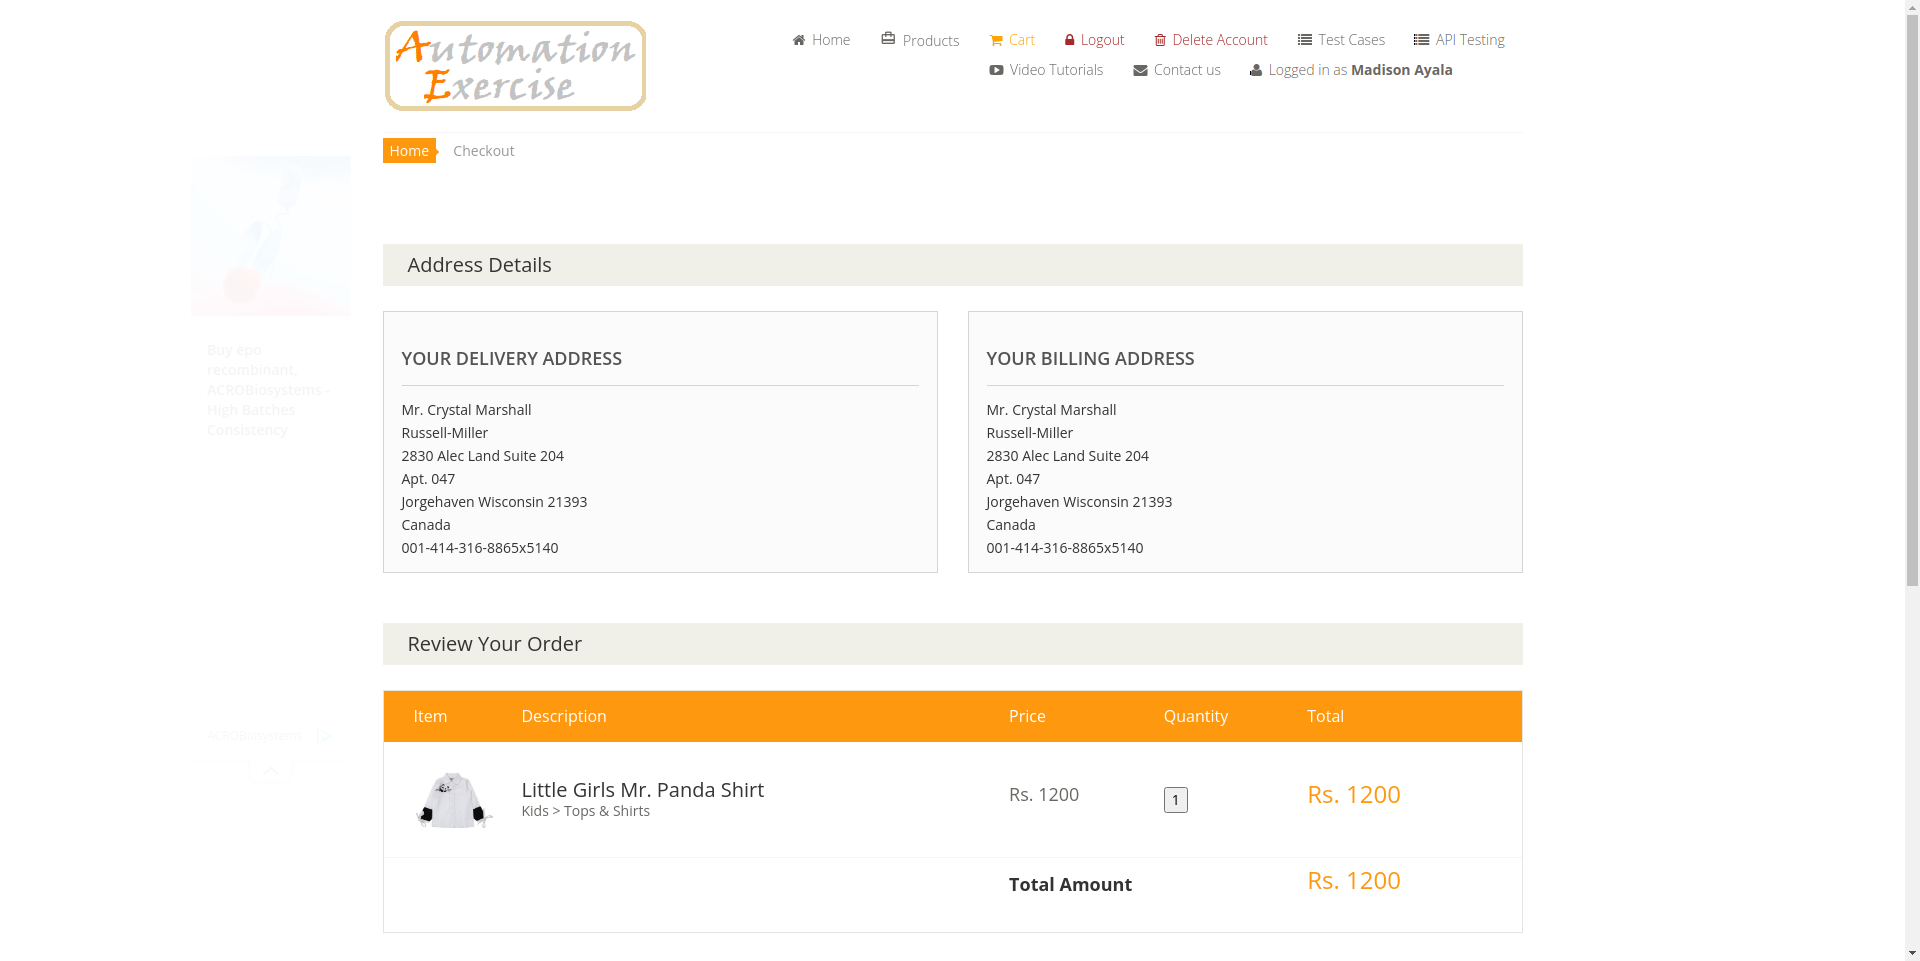 Automation
Exercise
Home
Products
Cart
Logout
Delete Account
Test Cases
API Testing
Video Tutorials
Contact us
Logged in as Madison Ayala
Home
Checkout
Buy epo
recombinant,
ACROBiosystems -
High Batches
Consistency
ACROBiosystems
Address Details
YOUR DELIVERY ADDRESS
Mr. Crystal Marshall
Russell-Miller
2830 Alec Land Suite 204
Apt. 047
Jorgehaven Wisconsin 21393
Canada
001-414-316-8865x5140
YOUR BILLING ADDRESS
Mr. Crystal Marshall
Russell-Miller
2830 Alec Land Suite 204
Apt. 047
Jorgehaven Wisconsin 21393
Canada
001-414-316-8865x5140
Review Your Order
Item Description Price Quantity Total
Little Girls Mr. Panda Shirt
Kids > Tops & Shirts
Rs. 1200
1
Rs. 1200
Total Amount
Rs. 1200